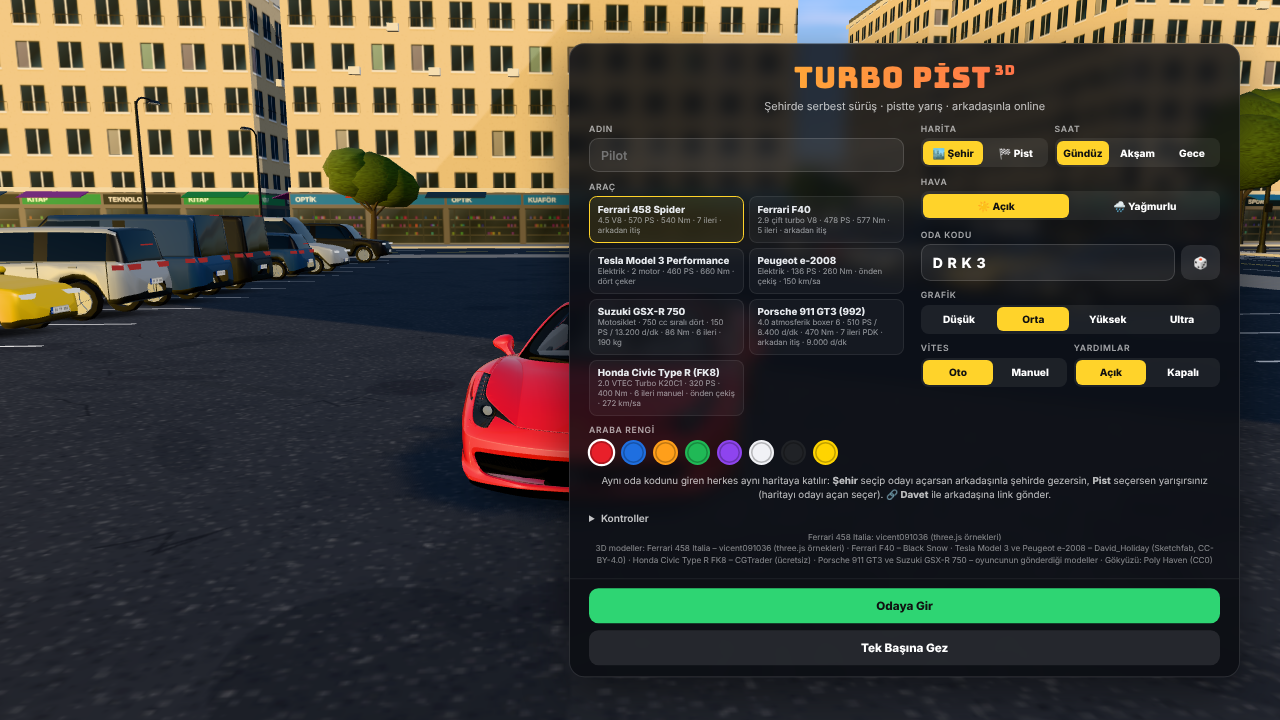 TURBO PİST 3D
Şehirde serbest sürüş · pistte yarış · arkadaşınla online
ADIN
Pilot
ARAÇ
Ferrari 458 Spider
4.5 V8 · 570 PS · 540 Nm · 7 ileri ·
arkadan itiş
Ferrari F40
2.9 çift turbo V8 · 478 PS · 577 Nm ·
5 ileri · arkadan itiş
Tesla Model 3 Performance
Elektrik · 2 motor · 460 PS · 660 Nm ·
dört çeker
Peugeot e-2008
Elektrik · 136 PS · 260 Nm · önden
çekiş · 150 km/sa
Suzuki GSX-R 750
Motosiklet · 750 cc sıralı dört · 150
PS / 13.200 d/dk · 86 Nm · 6 ileri ·
190 kg
Porsche 911 GT3 (992)
4.0 atmosferik boxer 6 · 510 PS /
8.400 d/dk · 470 Nm · 7 ileri PDK ·
arkadan itiş · 9.000 d/dk
Honda Civic Type R (FK8)
2.0 VTEC Turbo K20C1 · 320 PS ·
400 Nm · 6 ileri manuel · önden çekiş
· 272 km/sa
ARABA RENGİ
HARİTA
🏙️ Şehir
🏁 Pist
SAAT
Gündüz
Akşam
Gece
HAVA
☀️ Açık
🌧️ Yağmurlu
ODA KODU
DRK3
🎲
GRAFİK
Düşük
Orta
Yüksek
Ultra
VİTES
Oto
Manuel
YARDIMLAR
Açık
Kapalı
Aynı oda kodunu giren herkes aynı haritaya katılır: Şehir seçip odayı açarsan arkadaşınla şehirde gezersin, Pist seçersen yarışırsınız
(haritayı odayı açan seçer). 🔗 Davet ile arkadaşına link gönder.
▶ Kontroller
Ferrari 458 Italia: vicent091036 (three.js örnekleri)
3D modeller: Ferrari 458 Italia – vicent091036 (three.js örnekleri) · Ferrari F40 – Black Snow · Tesla Model 3 ve Peugeot e-2008 – David_Holiday (Sketchfab, CC-
BY-4.0) · Honda Civic Type R FK8 – CGTrader (ücretsiz) · Porsche 911 GT3 ve Suzuki GSX-R 750 – oyuncunun gönderdiği modeller · Gökyüzü: Poly Haven (CC0)
Odaya Gir
Tek Başına Gez
KİTAP
TEKNOLO
KİTAP
OPTİK
OPTİK
KUAFÖR